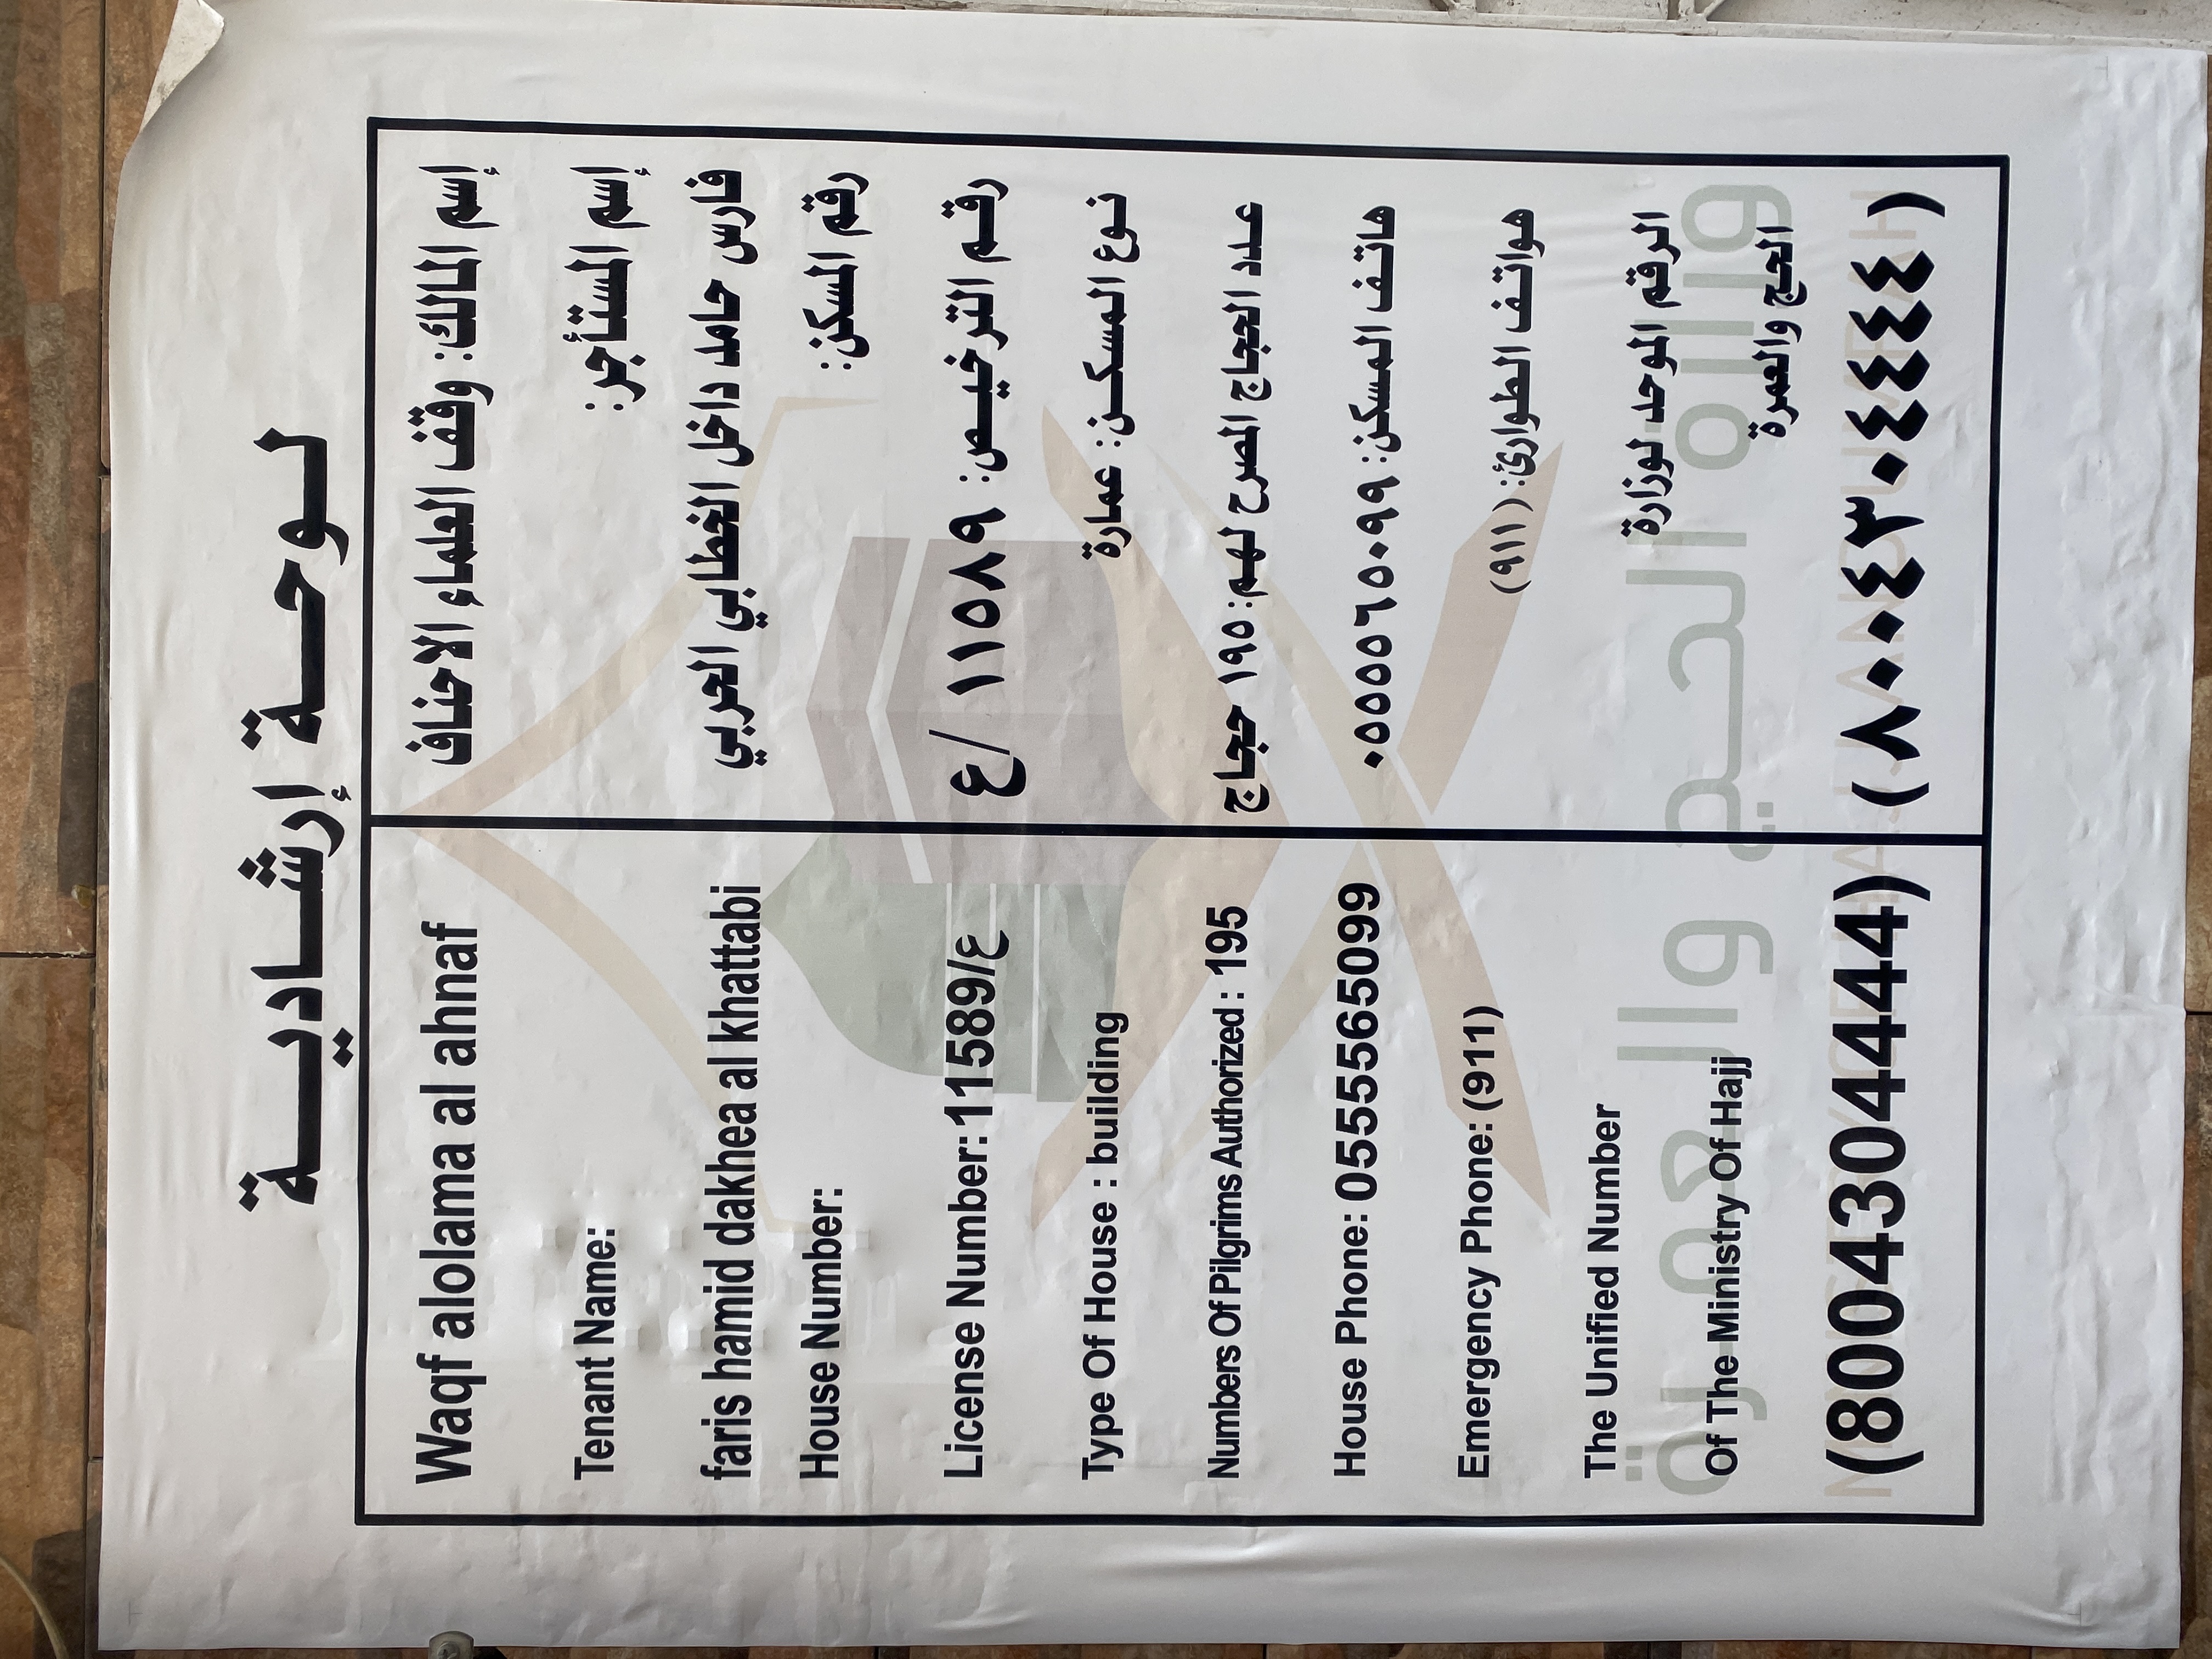 لوحة إرشادية
Waqf alolama al ahnaf
Tenant Name:
faris hamid dakhea al khattabi
House Number:
License Number: 11589/ع
Type Of House : building
Numbers Of Pilgrims Authorized : 195
House Phone: 0555565099
Emergency Phone: (911)
The Unified Number
Of The Ministry Of Hajj
(8004304444)
إسم المالك: وقف العلماء الاحناف
إسم المستأجر:
فارس حامد داخل الخطابي الحربي
رقم المسكن:
رقم الترخيص: ١١٥٨٩ /ع
نوع المسكن: عمارة
عدد الحجاج المصرح لهم: ١٩٥ حجاج
هاتف المسكن: ٠٥٥٥٥٦٥٠٩٩
هواتف الطوارئ: (٩١١)
الرقم الموحد لوزارة
الحج والعمرة
(٨٠٠٤٣٠٤٤٤٤)
وزارة الحج والعمرة
MINISTRY OF HAJJ AND UMRAH